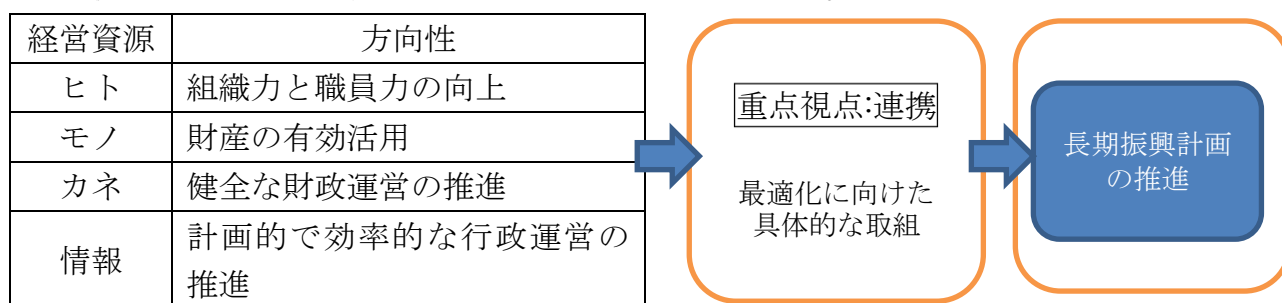 経営資源 方向性
ヒト 組織力と職員力の向上
モノ 財産の有効活用
カネ 健全な財政運営の推進
情報 計画的で効率的な行政運営の
推進
重点視点:連携
最適化に向けた
具体的な取組
長期振興計画
の推進